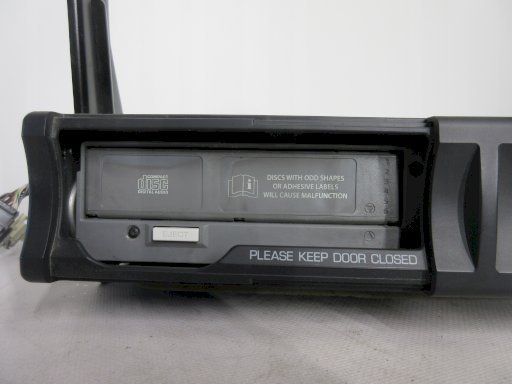 COMPACT
disc
DIGITAL AUDIO
DISCS WITH ODD SHAPES
OR ADHESIVE LABELS
WILL CAUSE MALFUNCTION
EJECT
PLEASE KEEP DOOR CLOSED